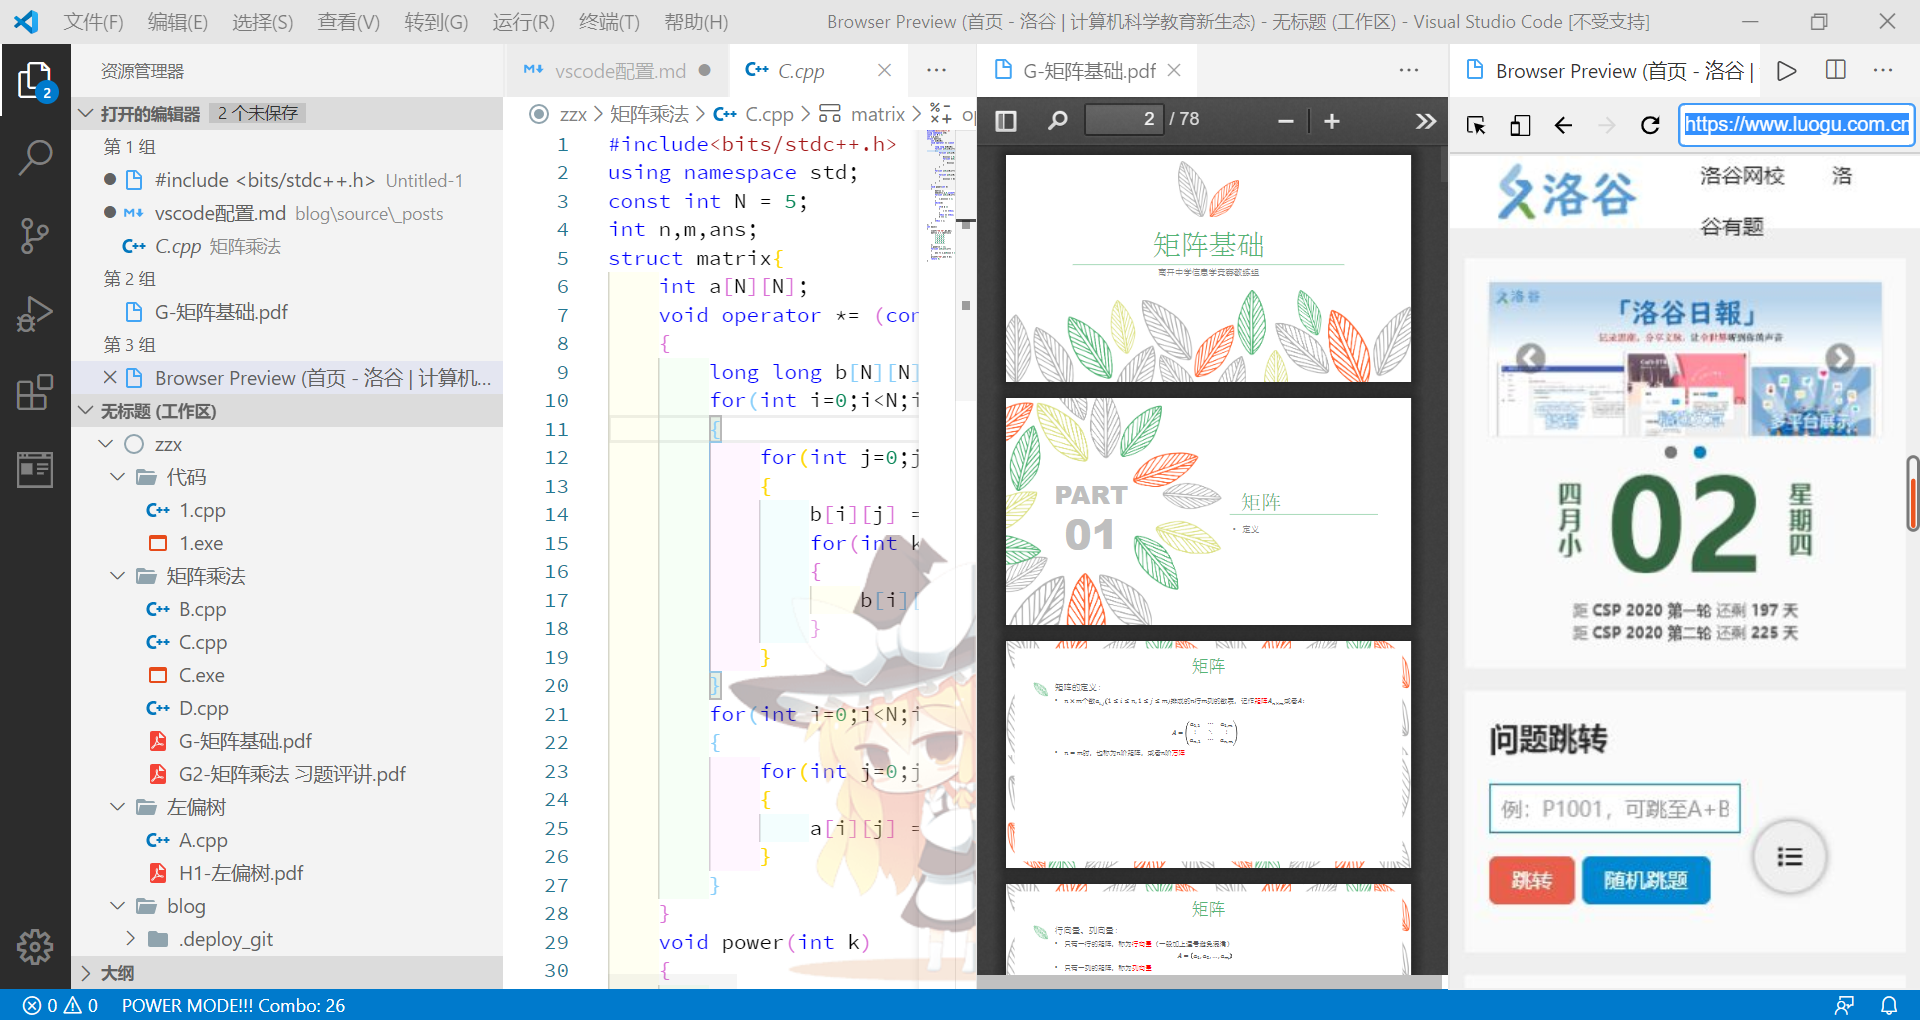 文件(F) 编辑(E) 选择(S) 查看(V) 转到(G) 运行(R) 终端(T) 帮助(H) Browser Preview (首页 - 洛谷 | 计算机科学教育新生态) - 无标题 (工作区) - Visual Studio Code [不受支持]
2
资源管理器
打开的编辑器 2 个未保存
第 1 组
#include <bits/stdc++.h> Untitled-1
vscode配置.md blog\source\_posts
C++ C.cpp 矩阵乘法
第 2 组
G-矩阵基础.pdf
第 3 组
Browser Preview (首页 - 洛谷 | 计算机...
无标题 (工作区)
zzx
代码
C++ 1.cpp
1.exe
矩阵乘法
C++ B.cpp
C++ C.cpp
C.exe
C++ D.cpp
G-矩阵基础.pdf
G2-矩阵乘法 习题评讲.pdf
左偏树
C++ A.cpp
H1-左偏树.pdf
blog
.deploy_git
大纲
vscode配置.md C++ C.cpp ...
zzx > 矩阵乘法 > C++ C.cpp > matrix >
1 #include<bits/stdc++.h>
2 using namespace std;
3 const int N = 5;
4 int n,m,ans;
5 struct matrix{
6 int a[N][N];
7 void operator *= (con
8 {
9 long long b[N][N]
10 for(int i=0;i<N;i
11 {
12 for(int j=0;j
13 {
14 b[i][j] =
15 for(int k
16 {
17 b[i][
18 }
19 }
20 }
21 for(int i=0;i<N;i
22 {
23 for(int j=0;j
24 {
25 a[i][j] =
26 }
27 }
28 }
29 void power(int k)
30 {
G-矩阵基础.pdf ...
2 / 78
矩阵基础
PART
01
矩阵
• 定义
矩阵
矩阵的定义:
矩阵
行向量、列向量:
Browser Preview (首页 - 洛谷 | ...
https://www.luogu.com.cn
洛谷 洛谷网校 洛
谷有题
洛谷
「洛谷日報」
多平台展示
四月小 02 星期四
距 CSP 2020 第一轮 还剩 197 天
距 CSP 2020 第二轮 还剩 225 天
问题跳转
例：P1001，可跳至A+B
跳转 随机跳题
0 0 POWER MODE!!! Combo: 26